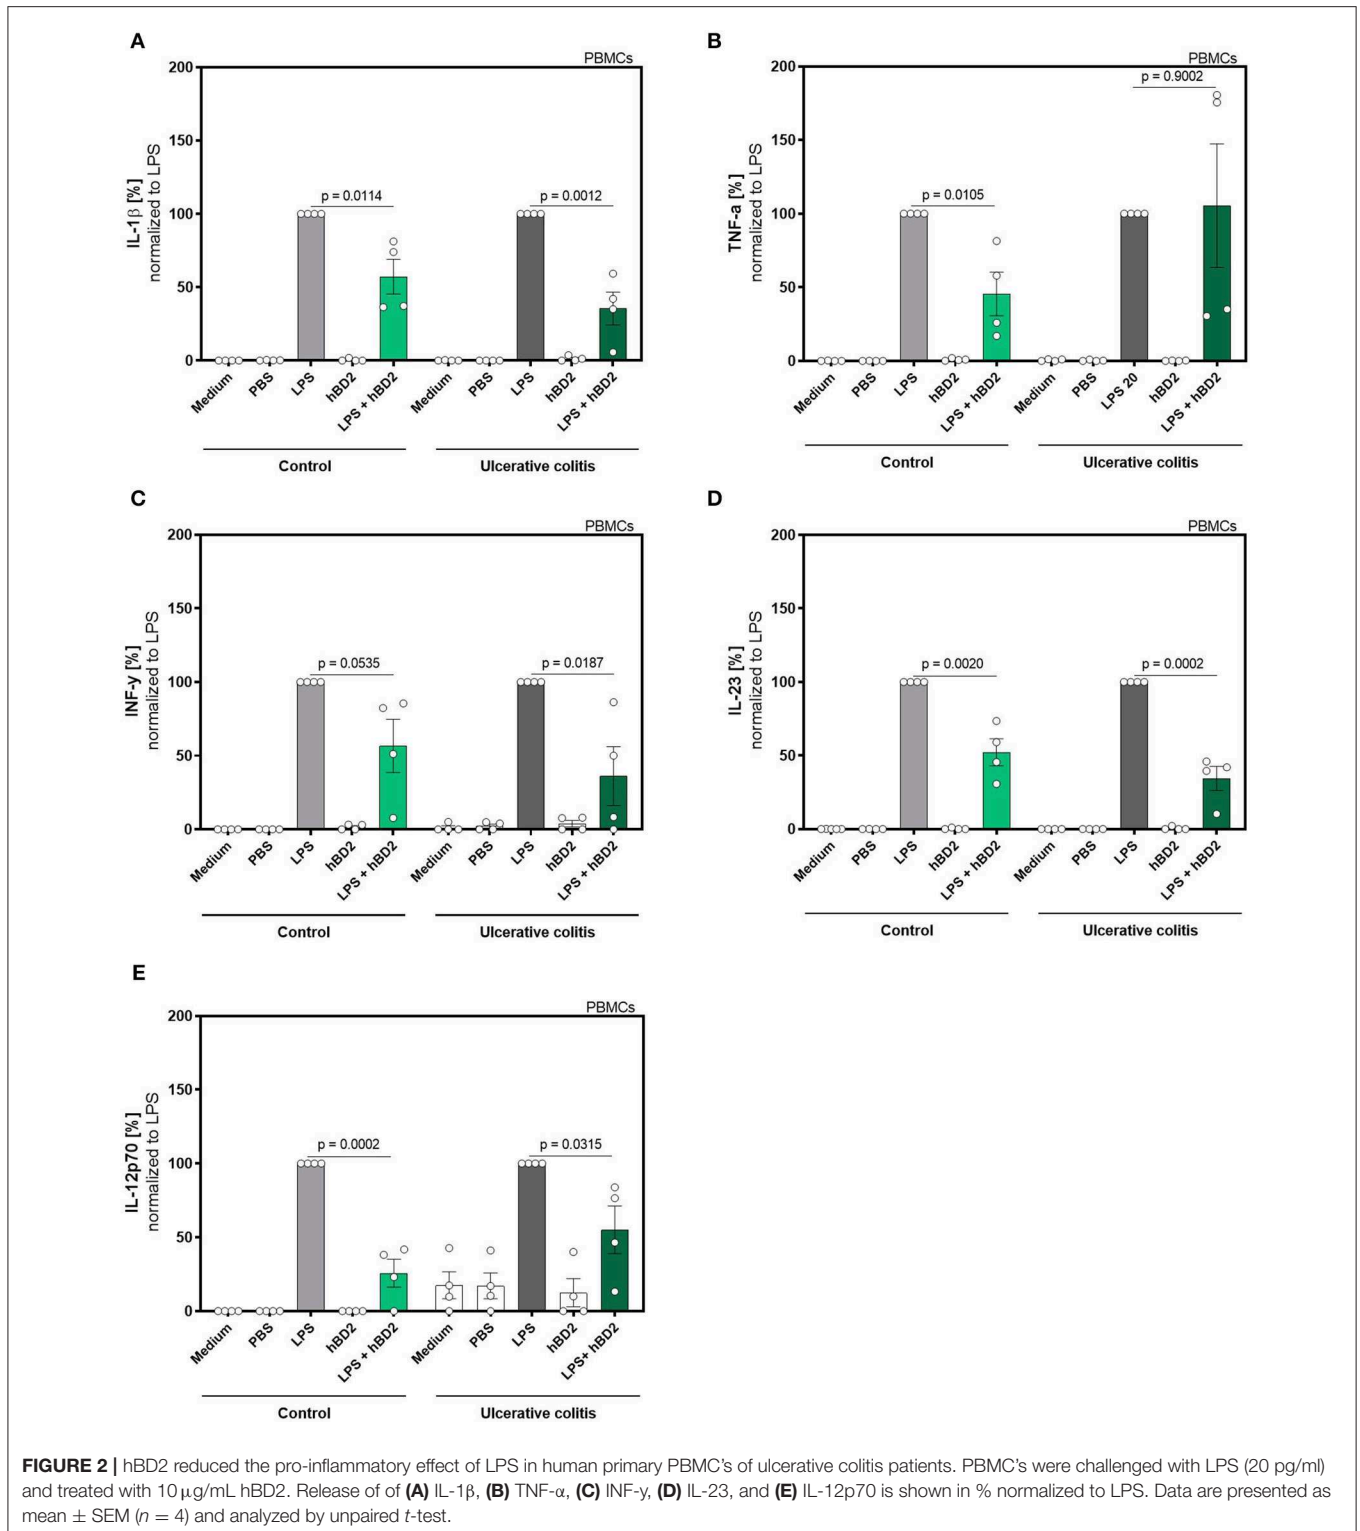 A
PBMCs
200
150
100
50
0
IL-1β [%]
normalized to LPS
p = 0.0114
p = 0.0012
Medium
PBS
LPS
hBD2
LPS + hBD2
Medium
PBS
LPS
hBD2
LPS + hBD2
Control
Ulcerative colitis
B
PBMCs
200
150
100
50
0
TNF-a [%]
normalized to LPS
p = 0.0105
p = 0.9002
Medium
PBS
LPS
hBD2
LPS + hBD2
Medium
PBS
LPS 20
hBD2
LPS + hBD2
Control
Ulcerative colitis
C
PBMCs
200
150
100
50
0
INF-y [%]
normalized to LPS
p = 0.0535
p = 0.0187
Medium
PBS
LPS
hBD2
LPS + hBD2
Medium
PBS
LPS
hBD2
LPS + hBD2
Control
Ulcerative colitis
D
PBMCs
200
150
100
50
0
IL-23 [%]
normalized to LPS
p = 0.0020
p = 0.0002
Medium
PBS
LPS
hBD2
LPS + hBD2
Medium
PBS
LPS
hBD2
LPS + hBD2
Control
Ulcerative colitis
E
PBMCs
200
150
100
50
0
IL-12p70 [%]
normalized to LPS
p = 0.0002
p = 0.0315
Medium
PBS
LPS
hBD2
LPS + hBD2
Medium
PBS
LPS
hBD2
LPS+ hBD2
Control
Ulcerative colitis
FIGURE 2 | hBD2 reduced the pro-inflammatory effect of LPS in human primary PBMC's of ulcerative colitis patients. PBMC's were challenged with LPS (20 pg/ml)
and treated with 10 μg/mL hBD2. Release of of (A) IL-1β, (B) TNF-α, (C) INF-y, (D) IL-23, and (E) IL-12p70 is shown in % normalized to LPS. Data are presented as
mean ± SEM (n = 4) and analyzed by unpaired t-test.